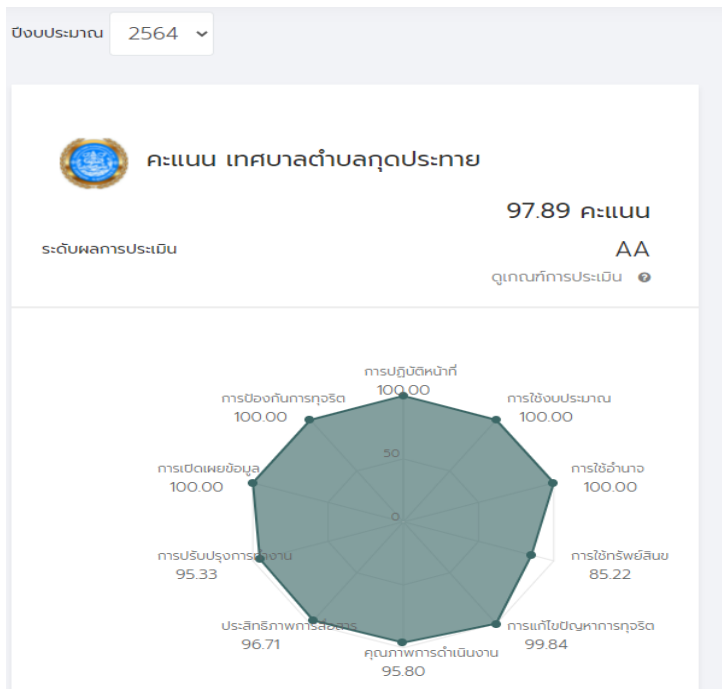 ปีงบประมาณ 2564
คะแนน เทศบาลตำบลกุดประทาย
97.89 คะแนน
ระดับผลการประเมิน AA
ดูเกณฑ์การประเมิน
การปฏิบัติหน้าที่
100.00
การป้องกันการทุจริต
100.00
การใช้งบประมาณ
100.00
50
การเปิดเผยข้อมูล
100.00
การใช้อำนาจ
100.00
0
การปรับปรุงการทำงาน
95.33
การใช้ทรัพย์สินข
85.22
ประสิทธิภาพการสื่อสาร
96.71
การแก้ไขปัญหาการทุจริต
99.84
คุณภาพการดำเนินงาน
95.80